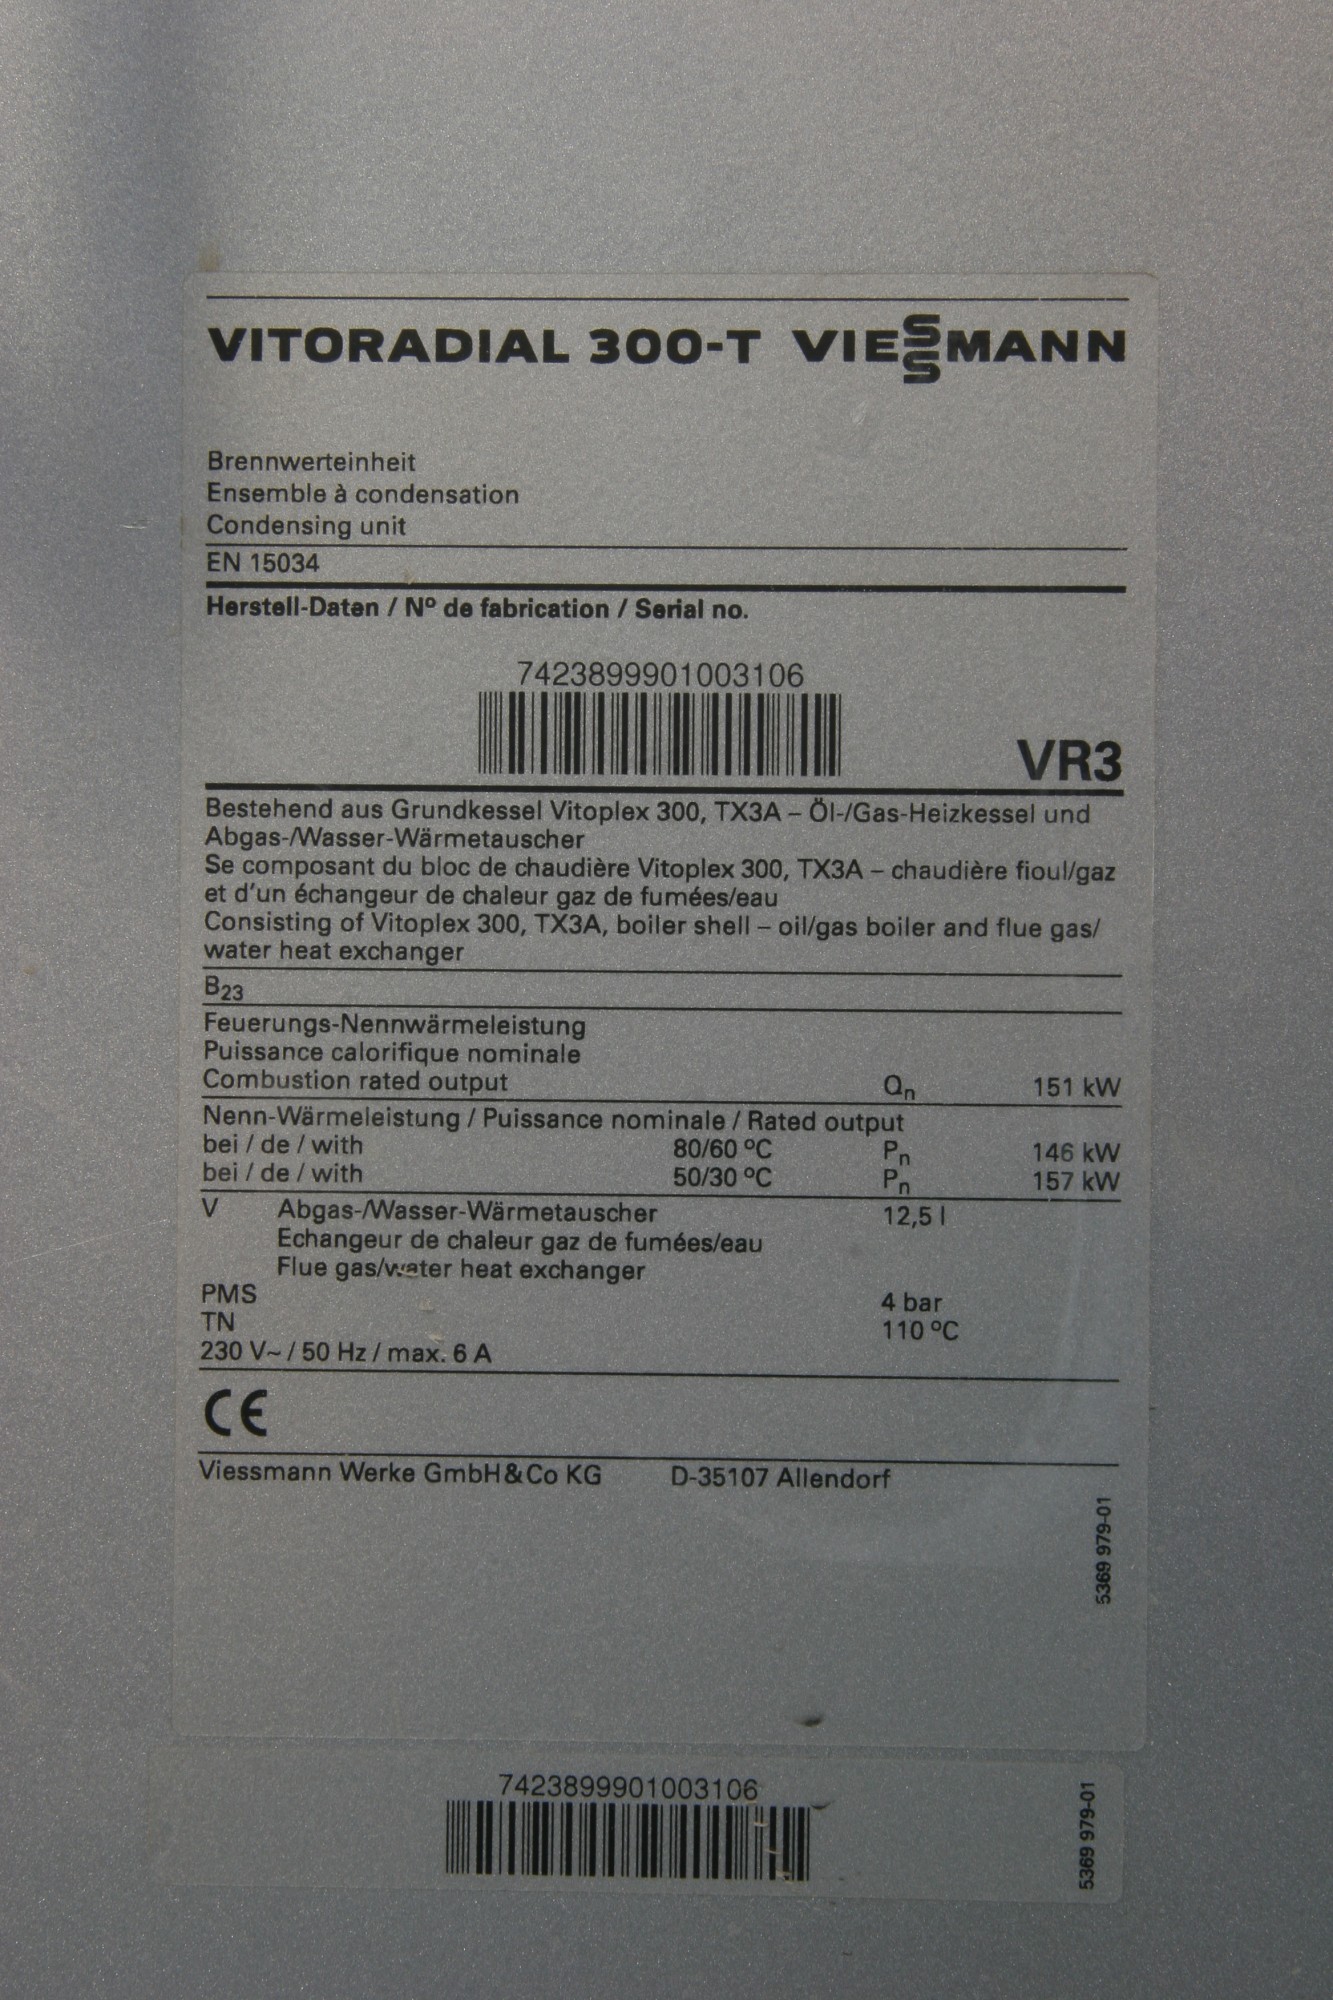 VITORADIAL 300-T VIESSMANN
Brennwerteinheit
Ensemble à condensation
Condensing unit
EN 15034
Herstell-Daten / Nº de fabrication / Serial no.
7423899901003106
VR3
Bestehend aus Grundkessel Vitoplex 300, TX3A – Öl-/Gas-Heizkessel und
Abgas-/Wasser-Wärmetauscher
Se composant du bloc de chaudière Vitoplex 300, TX3A – chaudière fioul/gaz
et d'un échangeur de chaleur gaz de fumées/eau
Consisting of Vitoplex 300, TX3A, boiler shell – oil/gas boiler and flue gas/
water heat exchanger
B23
Feuerungs-Nennwärmeleistung
Puissance calorifique nominale
Combustion rated output Qn 151 kW
Nenn-Wärmeleistung / Puissance nominale / Rated output
bei / de / with 80/60 ºC Pn 146 kW
bei / de / with 50/30 ºC Pn 157 kW
V Abgas-/Wasser-Wärmetauscher 12,5 l
Echangeur de chaleur gaz de fumées/eau
Flue gas/water heat exchanger
PMS 4 bar
TN 110 ºC
230 V~ / 50 Hz / max. 6 A
CE
Viessmann Werke GmbH&Co KG D-35107 Allendorf
5369 979-01
7423899901003106
5369 979-01